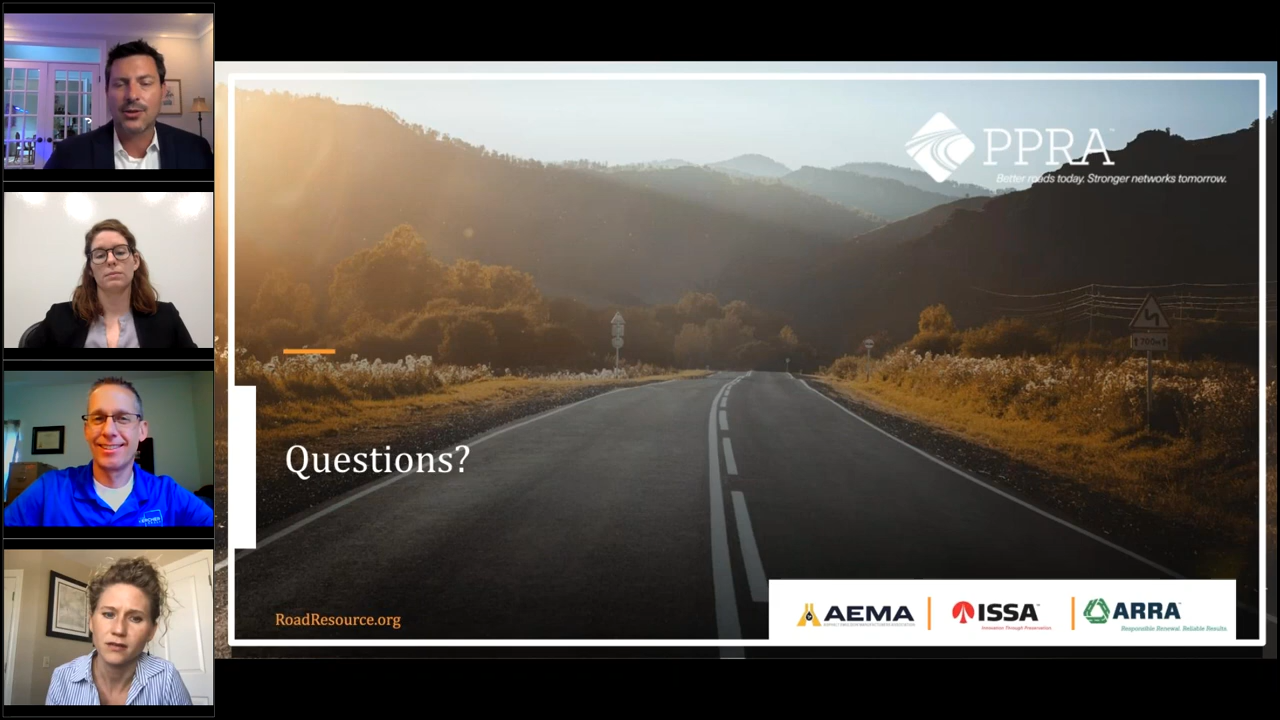 PPRA
Better roads today. Stronger networks tomorrow.
700м
Questions?
RoadResource.org
AEMA
ISSA
Innovation Through Preservation.
ARRA
Responsible Renewal. Reliable Results.